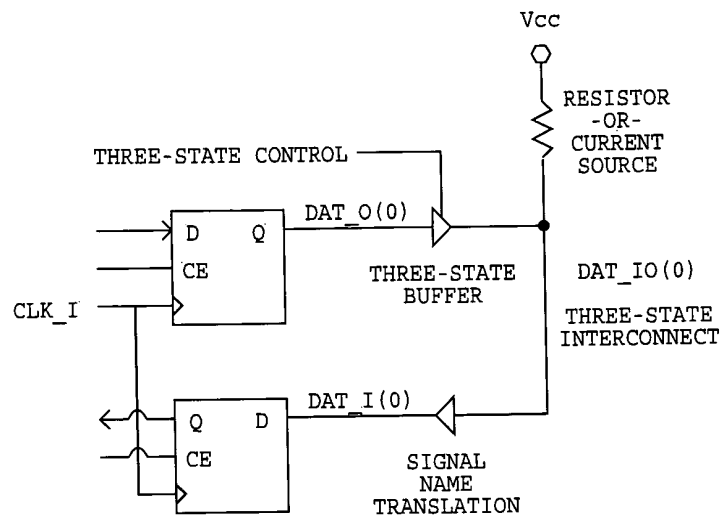 Vcc
RESISTOR
-OR-
CURRENT
SOURCE
THREE-STATE CONTROL
DAT_O(0)
D Q
CE
THREE-STATE
BUFFER
DAT_IO(0)
THREE-STATE
INTERCONNECT
CLK_I
DAT_I(0)
Q D
CE
SIGNAL
NAME
TRANSLATION